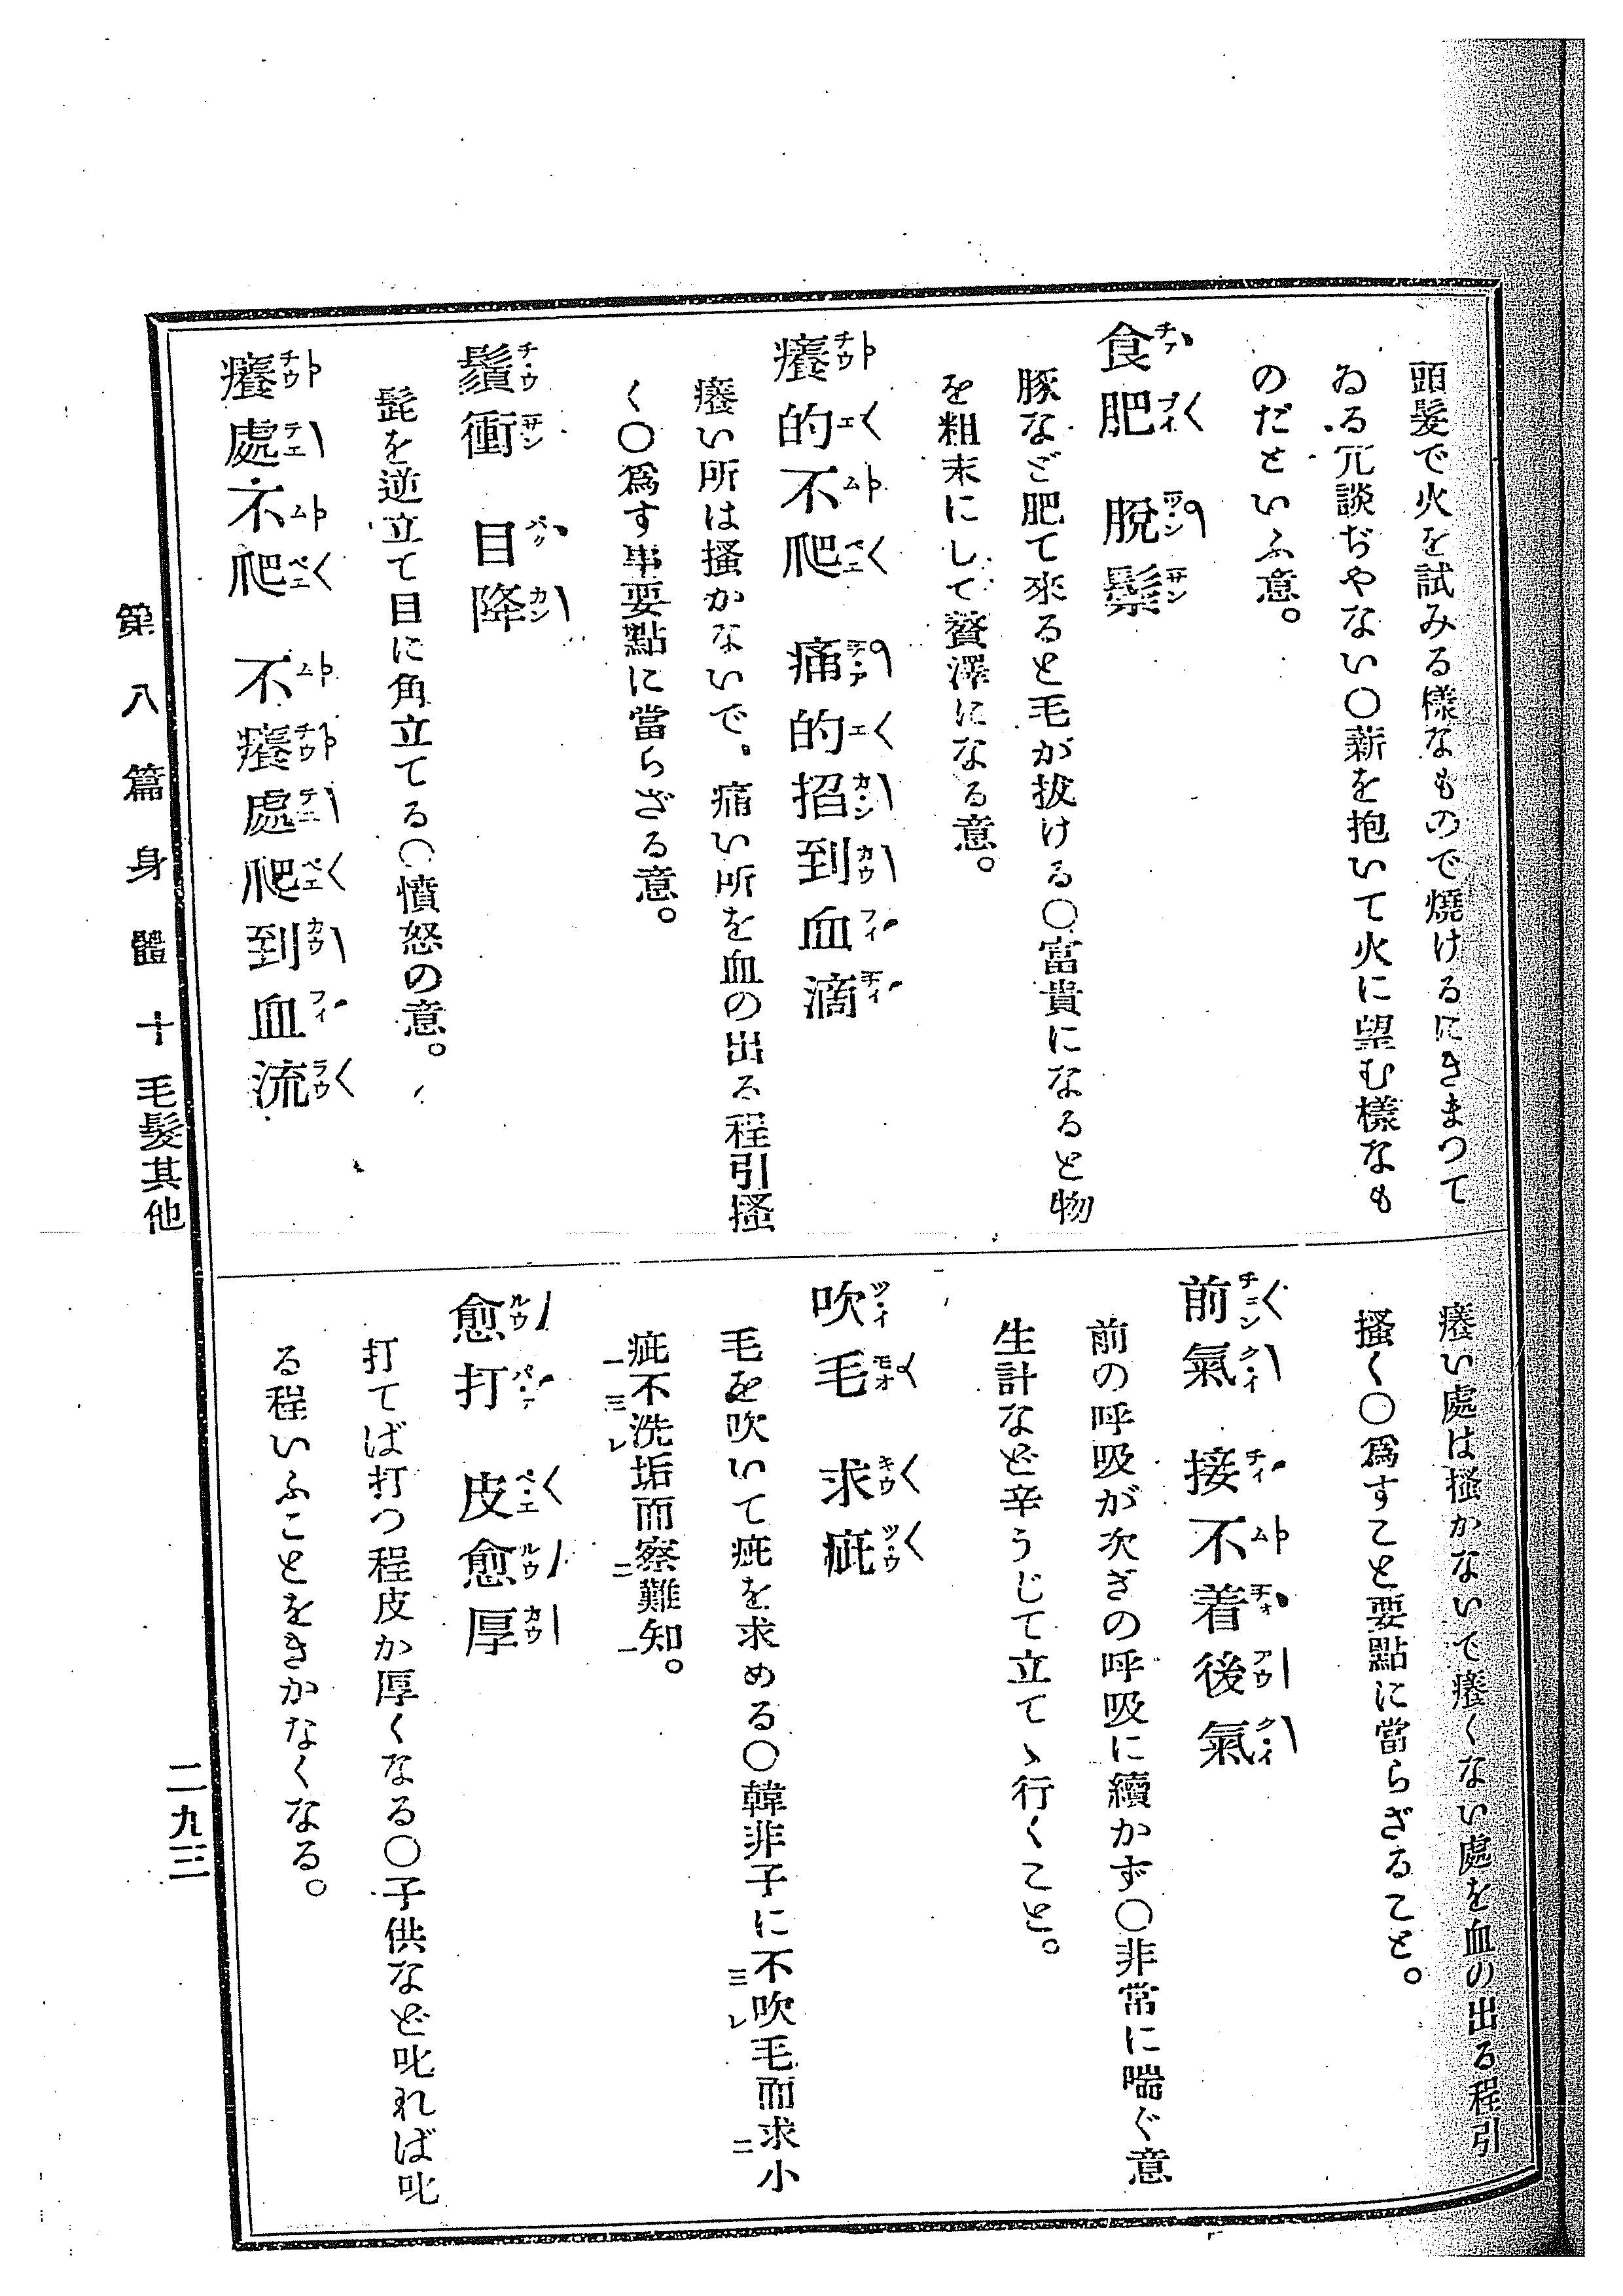 頭髮で火を試みる樣なもので燒けるにきまつて
ゐる冗談ぢやない〇薪を抱いて火に望む樣なも
のだといふ意。
食肥 脫鬃
豚など肥て來ると毛が拔ける〇富貴になると物
を粗末にして贅澤になる意。
癢的不爬 痛的招到血滴
癢い所は搔かないで。痛い所を血の出る程引搔
く〇爲す事要點に當らざる意。
鬚衝 目降
髭を逆立て目に角立てる〇憤怒の意。
癢處不爬 不癢處爬到血流
癢い處は搔かないで癢くない處を血の出る程引
搔く〇爲すこと要點に當らざること。
前氣 接不着後氣
前の呼吸が次ぎの呼吸に續かず〇非常に喘ぐ意
生計など辛うじて立てゝ行くこと。
吹毛 求疵
毛を吹いて疵を求める〇韓非子に不吹毛而求小
疵不洗垢而察難知。
愈打 皮愈厚
打てば打つ程皮か厚くなる〇子供など叱れば叱
る程いふことをきかなくなる。
第八篇 身體 十 毛髮其他
二九三